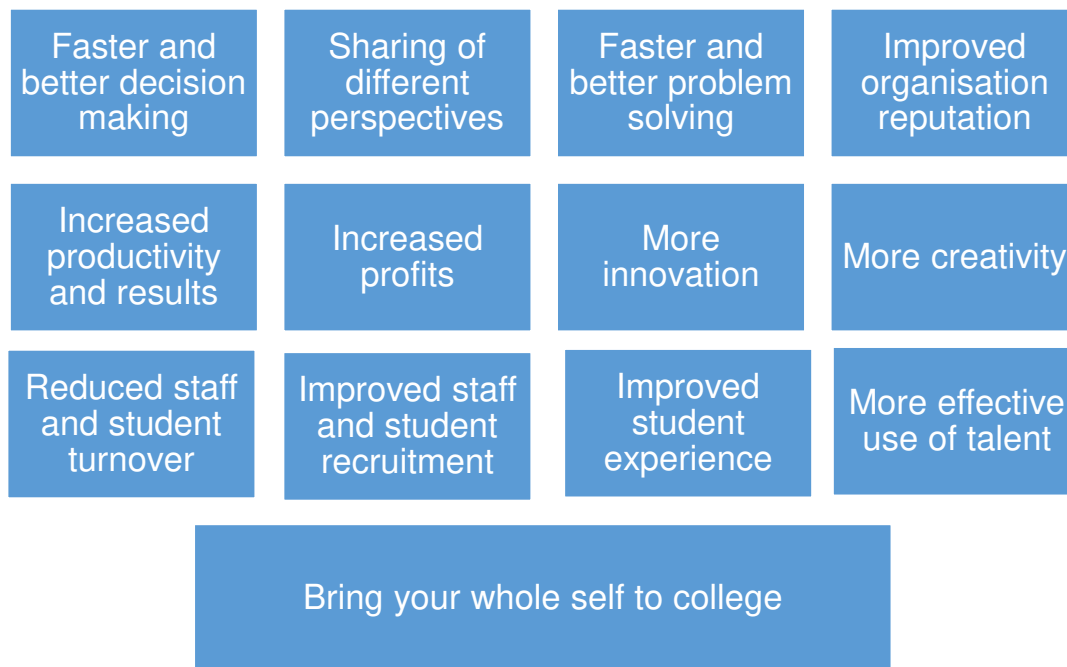 Faster and
better decision
making
Sharing of
different
perspectives
Faster and
better problem
solving
Improved
organisation
reputation
Increased
productivity
and results
Increased
profits
More
innovation
More creativity
Reduced staff
and student
turnover
Improved staff
and student
recruitment
Improved
student
experience
More effective
use of talent
Bring your whole self to college